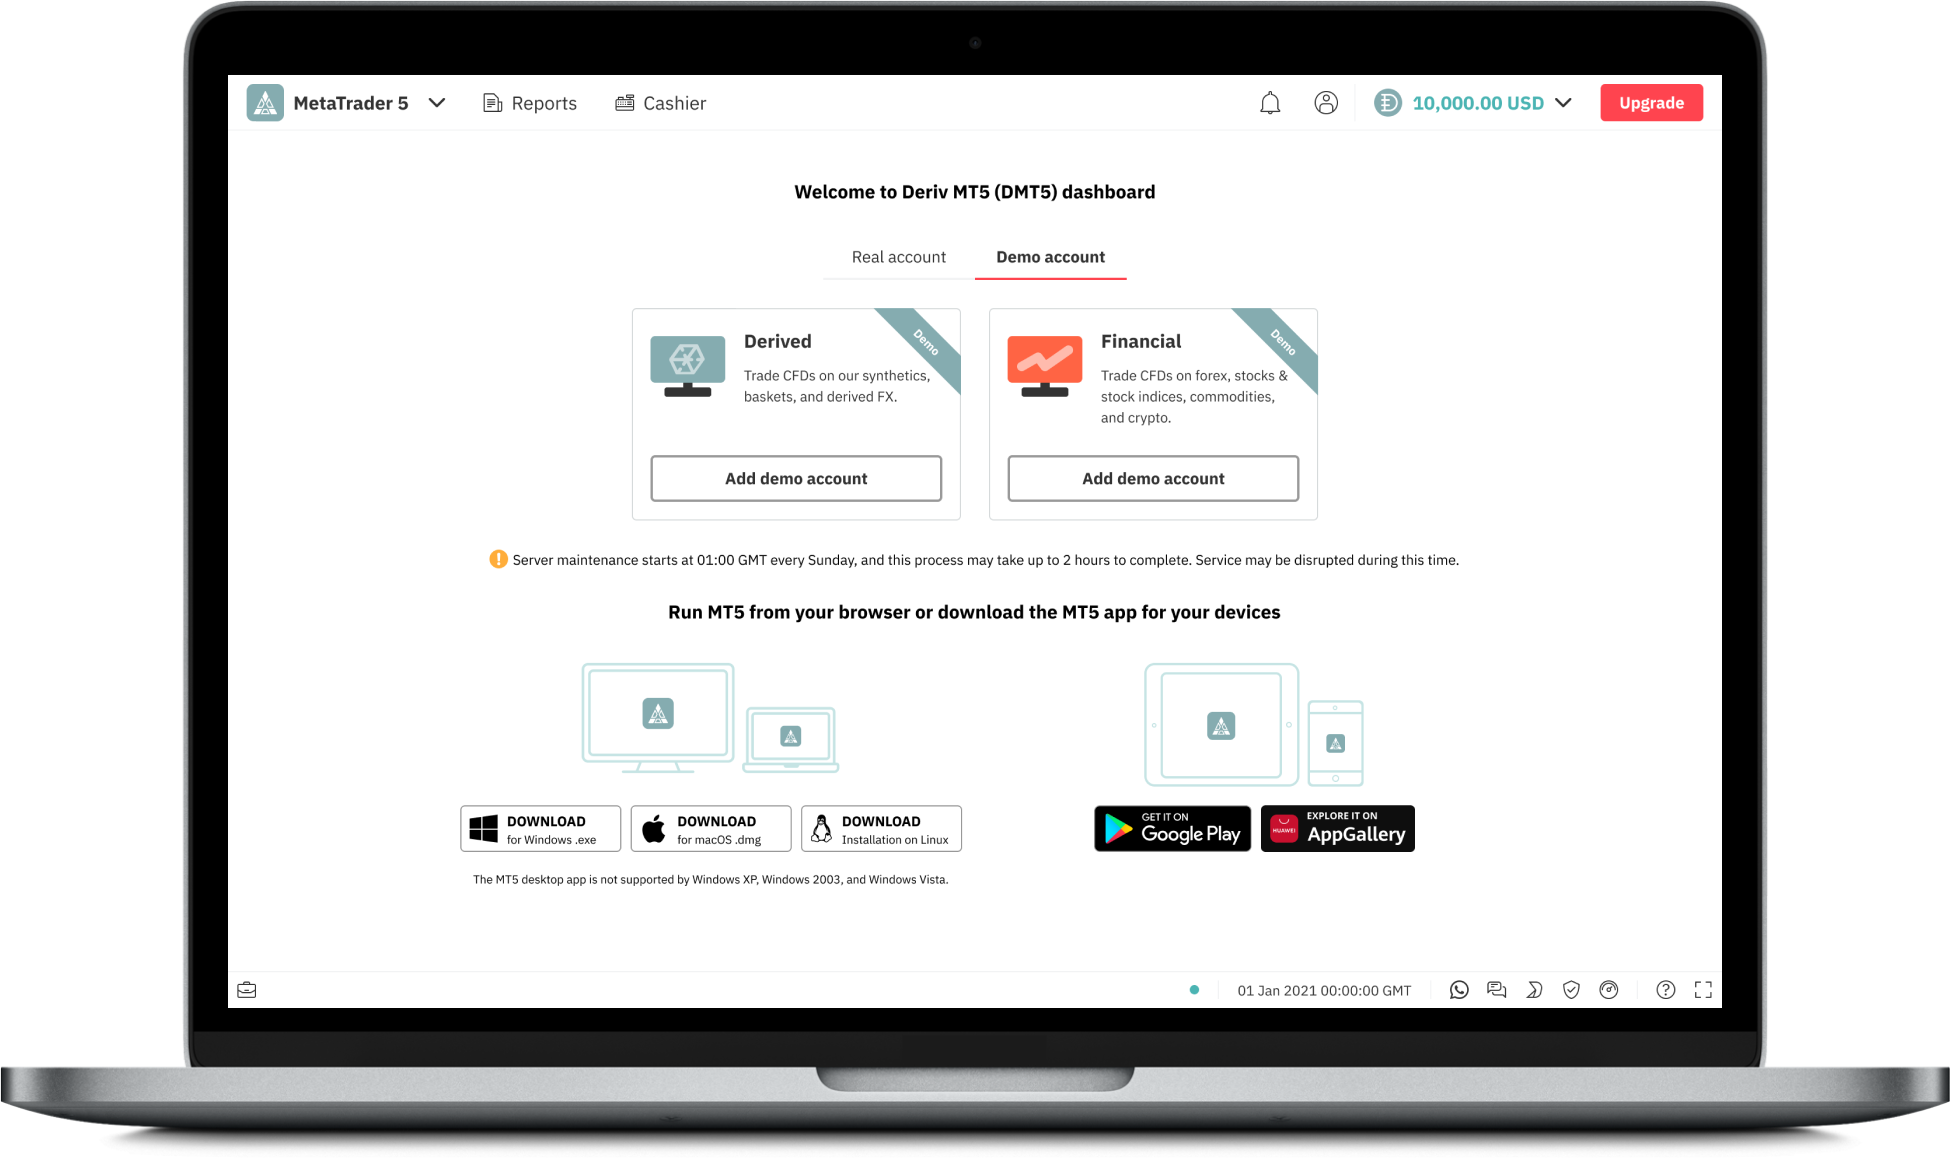 MetaTrader 5
Reports
Cashier
10,000.00 USD
Upgrade
Welcome to Deriv MT5 (DMT5) dashboard
Real account
Demo account
Derived
Demo
Trade CFDs on our synthetics,
baskets, and derived FX.
Add demo account
Financial
Demo
Trade CFDs on forex, stocks &
stock indices, commodities,
and crypto.
Add demo account
Server maintenance starts at 01:00 GMT every Sunday, and this process may take up to 2 hours to complete. Service may be disrupted during this time.
Run MT5 from your browser or download the MT5 app for your devices
DOWNLOAD
for Windows .exe
DOWNLOAD
for macOS .dmg
DOWNLOAD
Installation on Linux
GET IT ON
Google Play
HUAWEI
EXPLORE IT ON
AppGallery
The MT5 desktop app is not supported by Windows XP, Windows 2003, and Windows Vista.
01 Jan 2021 00:00:00 GMT